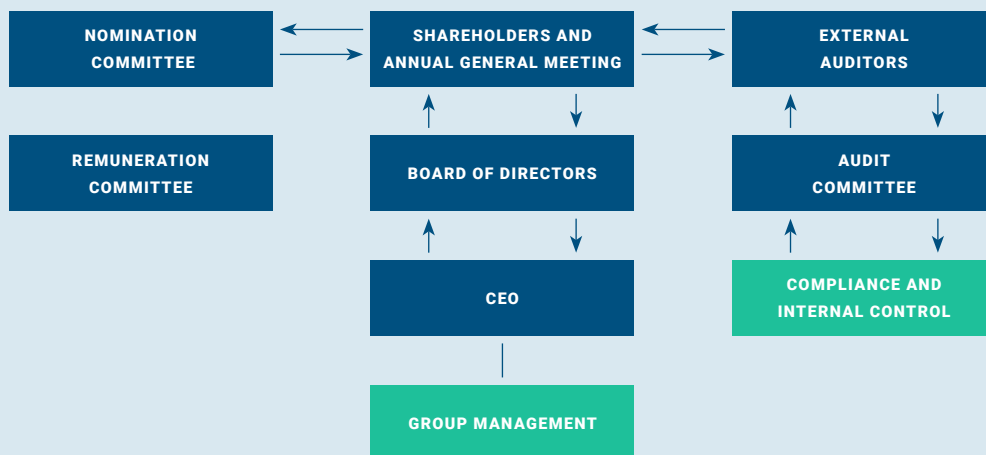 NOMINATION
COMMITTEE
SHAREHOLDERS AND
ANNUAL GENERAL MEETING
EXTERNAL
AUDITORS
REMUNERATION
COMMITTEE
BOARD OF DIRECTORS
AUDIT
COMMITTEE
CEO
COMPLIANCE AND
INTERNAL CONTROL
GROUP MANAGEMENT